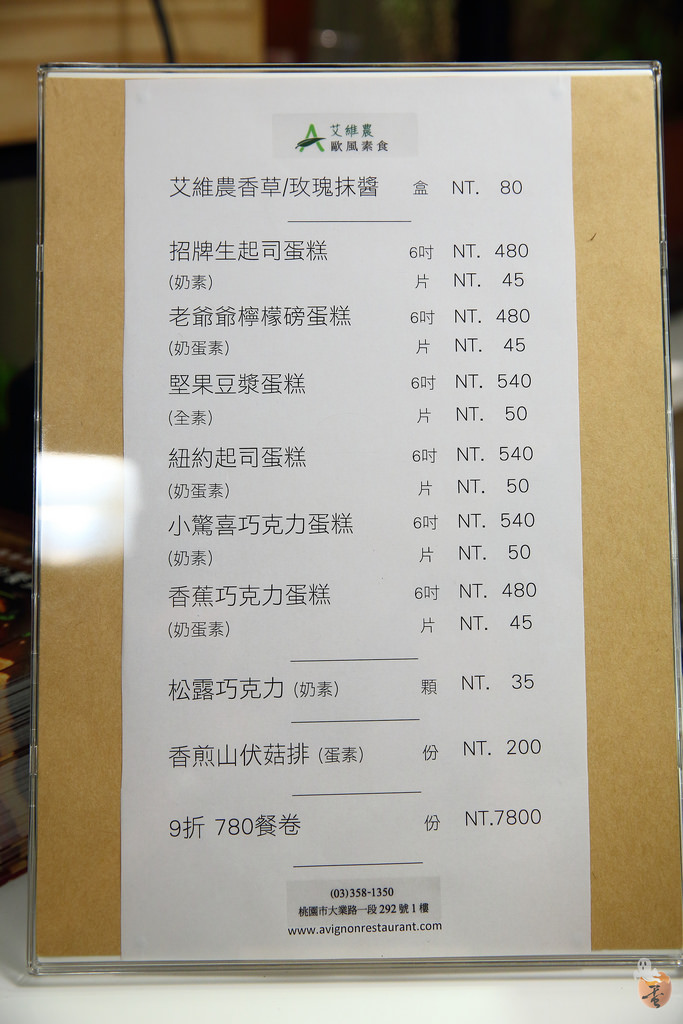 艾維農
歐風素食
艾維農香草/玫瑰抹醬 盒 NT. 80
招牌生起司蛋糕 6吋 NT. 480
(奶素) 片 NT. 45
老爺爺檸檬磅蛋糕 6吋 NT. 480
(奶蛋素) 片 NT. 45
堅果豆漿蛋糕 6吋 NT. 540
(全素) 片 NT. 50
紐約起司蛋糕 6吋 NT. 540
(奶蛋素) 片 NT. 50
小驚喜巧克力蛋糕 6吋 NT. 540
(奶素) 片 NT. 50
香蕉巧克力蛋糕 6吋 NT. 480
(奶蛋素) 片 NT. 45
松露巧克力 (奶素) 顆 NT. 35
香煎山伏菇排 (蛋素) 份 NT. 200
9折 780餐卷 份 NT.7800
(03)358-1350
桃園市大業路一段 292 號 1 樓
www.avignonrestaurant.com